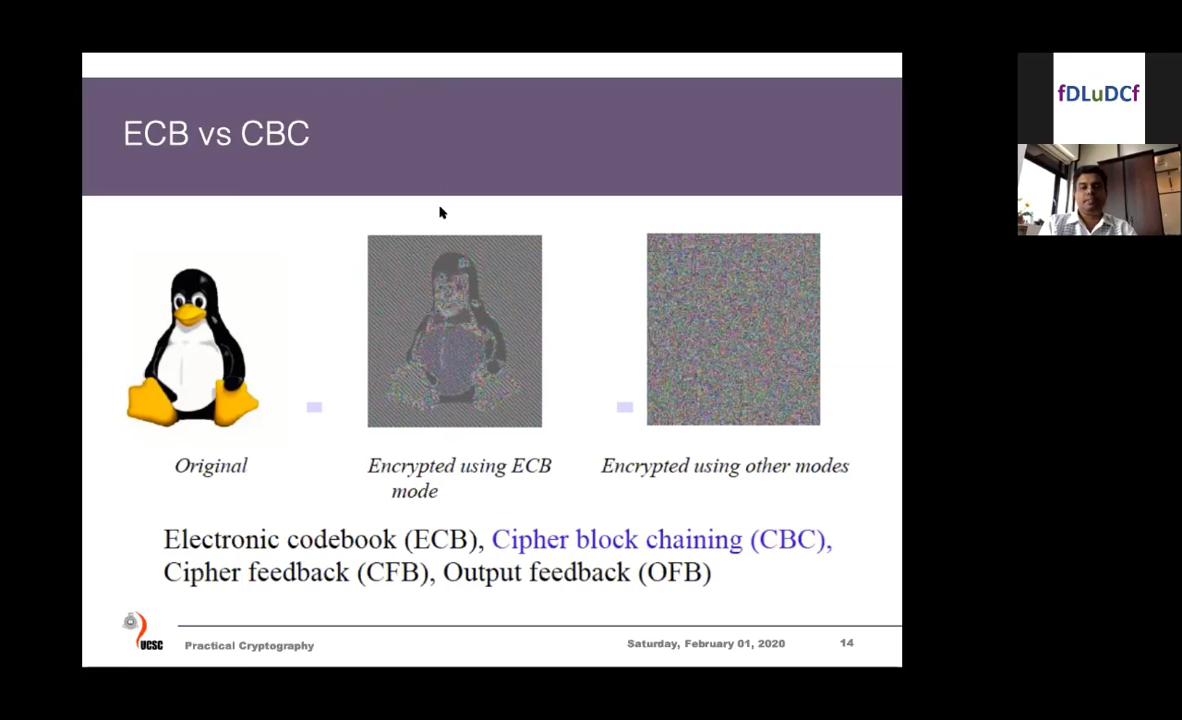 ECB vs CBC
fDLuDCf
Original
Encrypted using ECB
mode
Encrypted using other modes
Electronic codebook (ECB), Cipher block chaining (CBC),
Cipher feedback (CFB), Output feedback (OFB)
UCSC
Practical Cryptography
Saturday, February 01, 2020
14